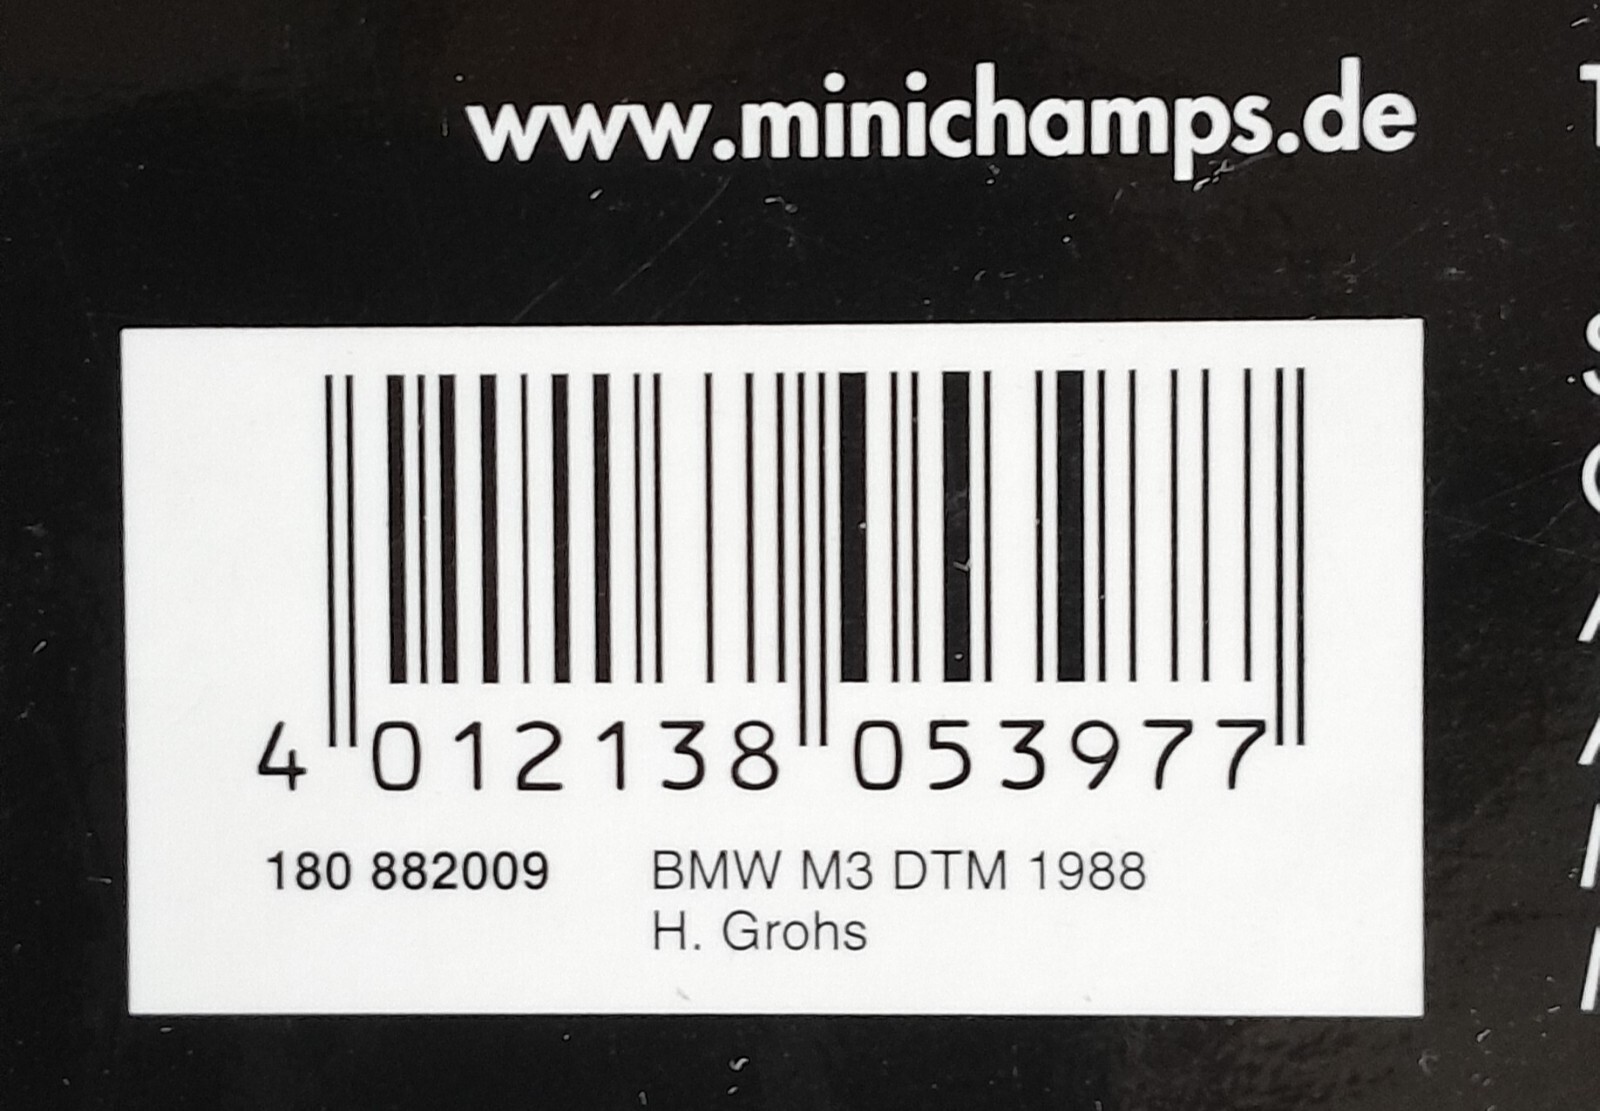 www.minichamps.de
4 012138 053977
180 882009 BMW M3 DTM 1988
H. Grohs